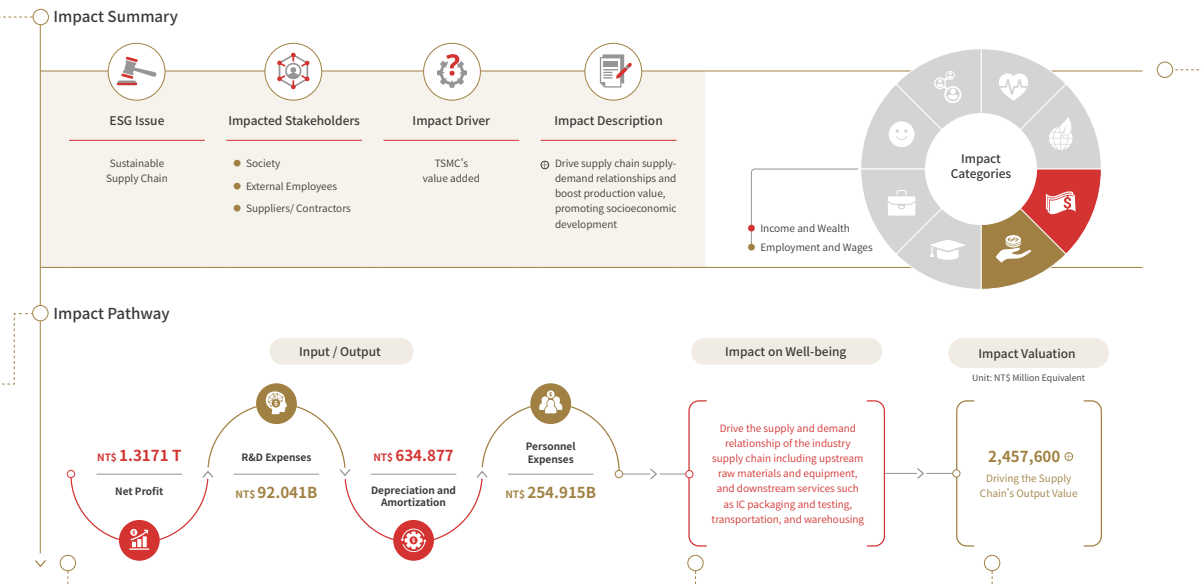 Impact Summary
ESG Issue
Sustainable
Supply Chain
Impacted Stakeholders
Society
External Employees
Suppliers/ Contractors
Impact Driver
?
TSMC's
value added
Impact Description
⊕ Drive supply chain supply-
demand relationships and
boost production value,
promoting socioeconomic
development
Impact
Categories
$
Income and Wealth
Employment and Wages
Impact Pathway
Input / Output
NT$ 1.3171 T
Net Profit
R&D Expenses
NT$ 92.041B
NT$ 634.877
Depreciation and
Amortization
Personnel
Expenses
NT$ 254.915B
Impact on Well-being
Drive the supply and demand
relationship of the industry
supply chain including upstream
raw materials and equipment,
and downstream services such
as IC packaging and testing,
transportation, and warehousing
Impact Valuation
Unit: NT$ Million Equivalent
2,457,600 ⊕
Driving the Supply
Chain's Output Value